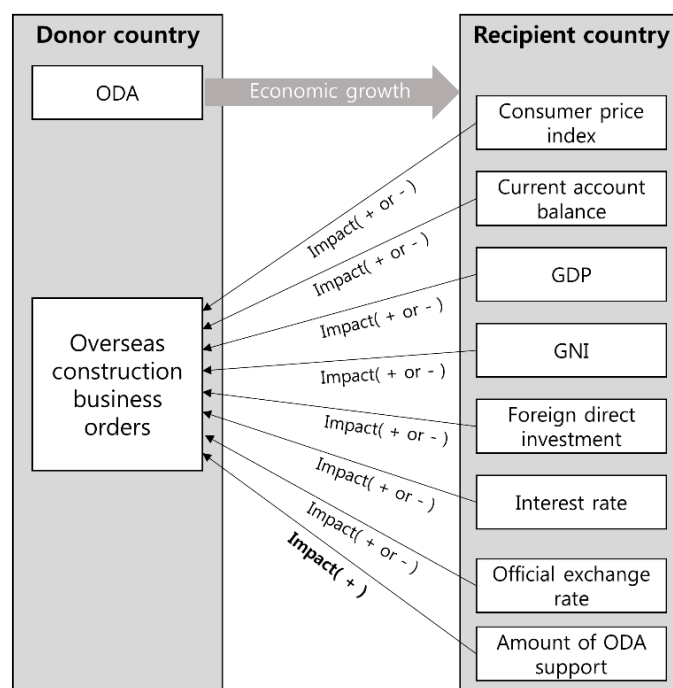 Donor country
Recipient country
ODA
Economic growth
Consumer price
index
Current account
balance
GDP
GNI
Foreign direct
investment
Interest rate
Official exchange
rate
Amount of ODA
support
Overseas
construction
business
orders
Impact( + or - )
Impact( + or - )
Impact( + or - )
Impact( + or - )
Impact( + or - )
Impact( + or - )
Impact( + or - )
Impact( + )